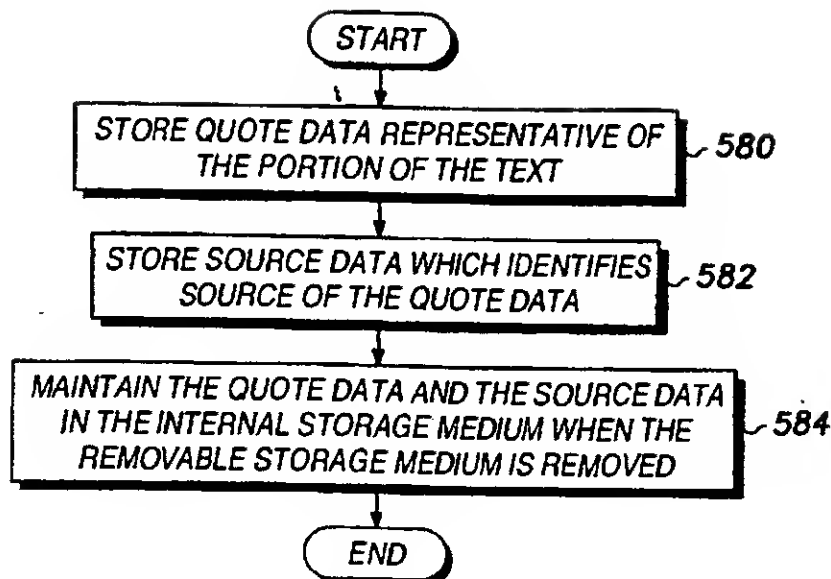 START
STORE QUOTE DATA REPRESENTATIVE OF
THE PORTION OF THE TEXT
580
STORE SOURCE DATA WHICH IDENTIFIES
SOURCE OF THE QUOTE DATA
582
MAINTAIN THE QUOTE DATA AND THE SOURCE DATA
IN THE INTERNAL STORAGE MEDIUM WHEN THE
REMOVABLE STORAGE MEDIUM IS REMOVED
584
END